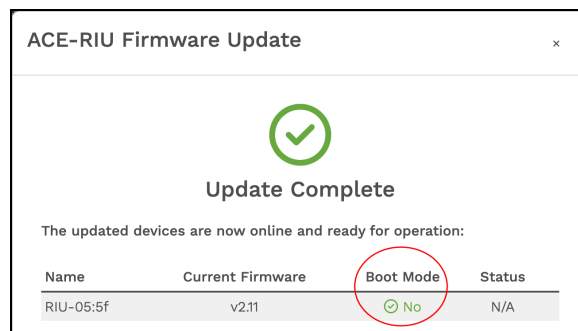 ACE-RIU Firmware Update ×
Update Complete
The updated devices are now online and ready for operation:
Name Current Firmware Boot Mode Status
RIU-05:5f v2.11 No N/A